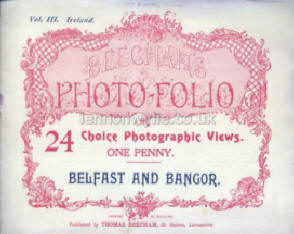 Vol. III. Ireland.
BEECHAM'S
PHOTO-FOLIO
24 Choice Photographic Views.
ONE PENNY.
BELFAST AND BANGOR.
Published by THOMAS BEECHAM, St Helens, Lancashire